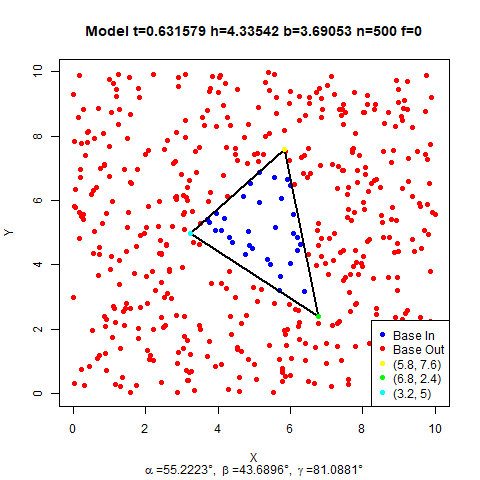 Model t=0.631579 h=4.33542 b=3.69053 n=500 f=0
10
8
6
Y
4
2
0
Base In
Base Out
(5.8, 7.6)
(6.8, 2.4)
(3.2, 5)
0 2 4 6 8 10
X
α=55.2223°, β=43.6896°, γ=81.0881°